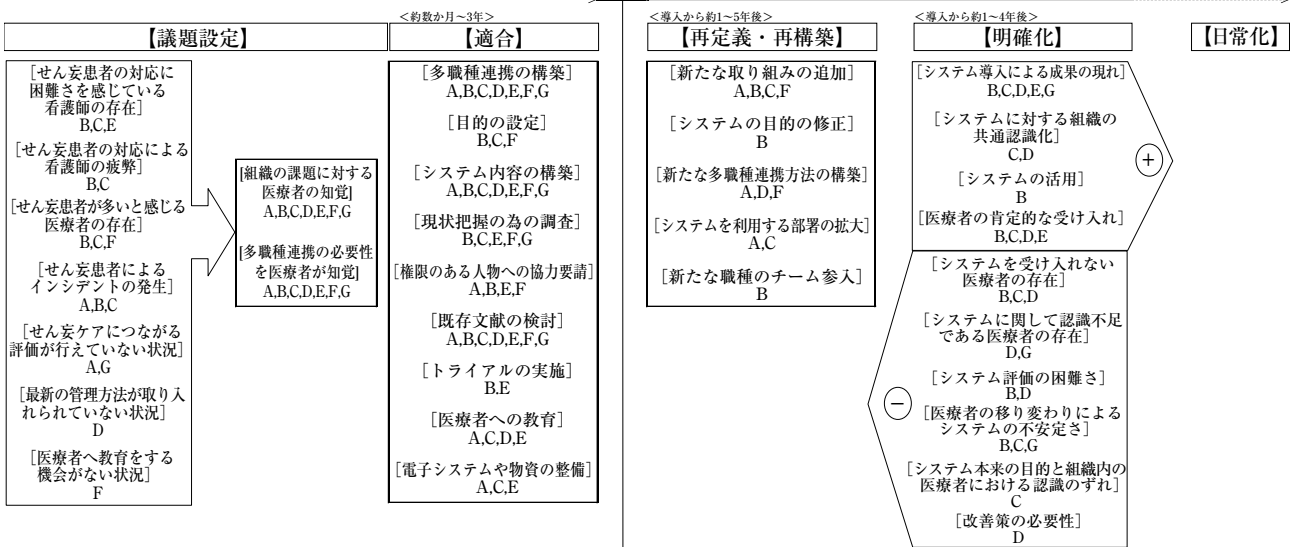 <約数か月~3年>
<導入から約1~5年後>
<導入から約1~4年後>
【議題設定】
【適合】
【再定義・再構築】
【明確化】
【日常化】
[せん妄患者の対応に
困難さを感じている
看護師の存在]
B,C,E
[せん妄患者の対応による
看護師の疲弊]
B,C
[せん妄患者が多いと感じる
医療者の存在]
B,C,F
[せん妄患者による
インシデントの発生]
A,B,C
[せん妄ケアにつながる
評価が行えていない状況]
A,G
[最新の管理方法が取り入
れられていない状況]
D
[医療者へ教育をする
機会がない状況]
F
[組織の課題に対する
医療者の知覚]
A,B,C,D,E,F,G
[多職種連携の必要性
を医療者が知覚]
A,B,C,D,E,F,G
[多職種連携の構築]
A,B,C,D,E,F,G
[目的の設定]
B,C,F
[システム内容の構築]
A,B,C,D,E,F,G
[現状把握の為の調査]
B,C,E,F,G
[権限のある人物への協力要請]
A,B,E,F
[既存文献の検討]
A,B,C,D,E,F,G
[トライアルの実施]
B.E
[医療者への教育]
A,C,D,E
[電子システムや物資の整備]
A,C,E
[新たな取り組みの追加]
A,B,C,F
[システムの目的の修正]
B
[新たな多職種連携方法の構築]
A,D,F
[システムを利用する部署の拡大]
A,C
[新たな職種のチーム参入]
B
[システム導入による成果の現れ]
B,C,D,E,G
[システムに対する組織の
共通認識化]
C,D
[システムの活用]
B
[医療者の肯定的な受け入れ]
B,C,D,E
+
[システムを受け入れない
医療者の存在]
B,C,D
[システムに関して認識不足
である医療者の存在]
D,G
[システム評価の困難さ]
B,D
[医療者の移り変わりによる
システムの不安定さ]
B,C,G
[システム本来の目的と組織内の
医療者における認識のずれ]
C
[改善策の必要性]
D
−